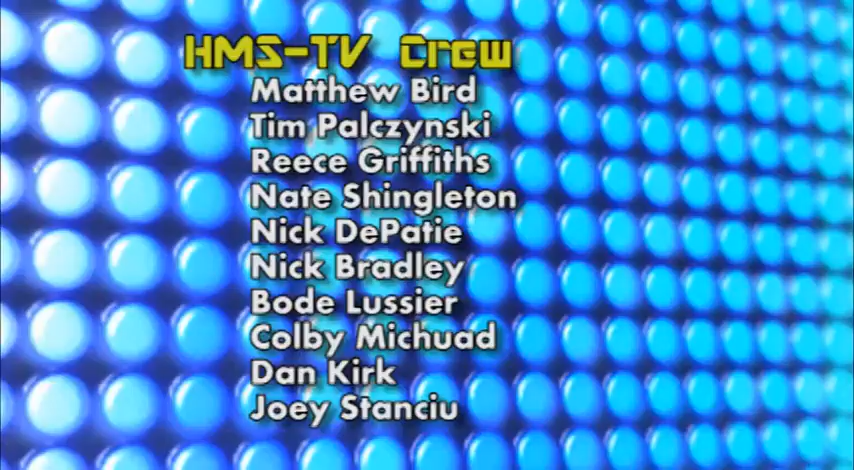 HMS-TV Crew
Matthew Bird
Tim Palczynski
Reece Griffiths
Nate Shingleton
Nick DePatie
Nick Bradley
Bode Lussier
Colby Michuad
Dan Kirk
Joey Stanciu